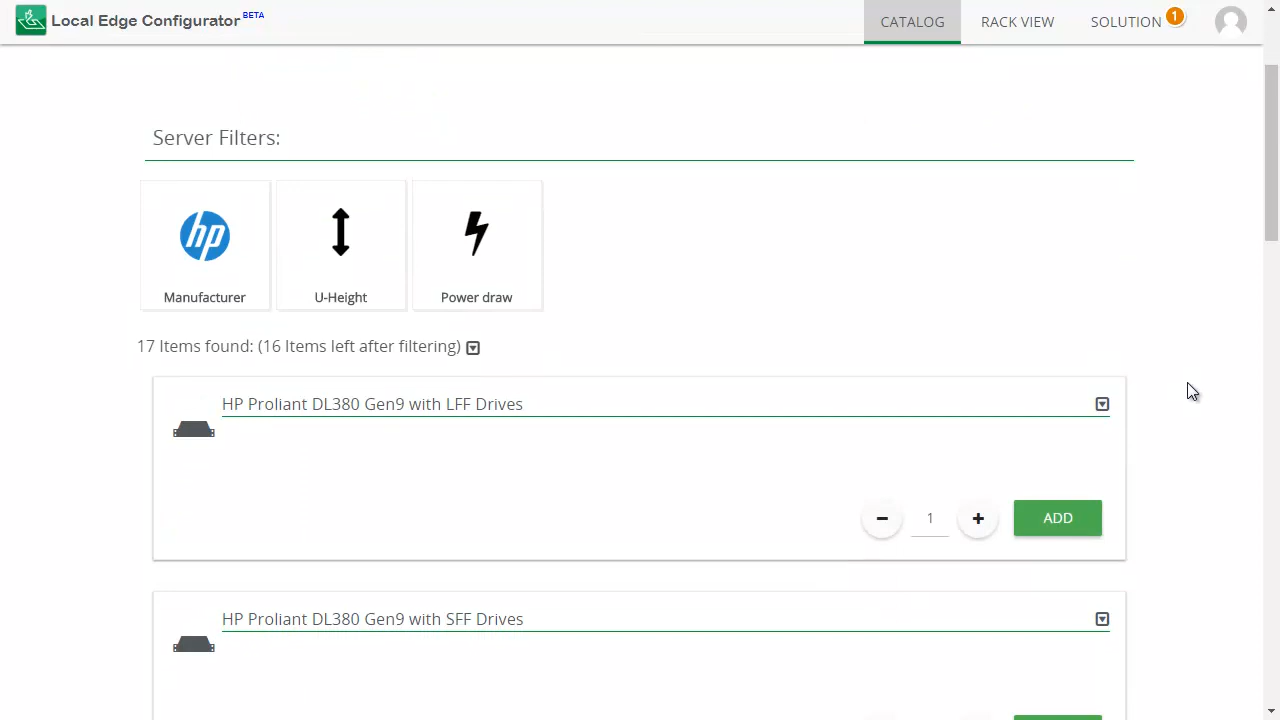 Local Edge Configurator BETA
CATALOG
RACK VIEW
SOLUTION 1
Server Filters:
hp
Manufacturer
U-Height
Power draw
17 Items found: (16 Items left after filtering)
HP Proliant DL380 Gen9 with LFF Drives
1
ADD
HP Proliant DL380 Gen9 with SFF Drives